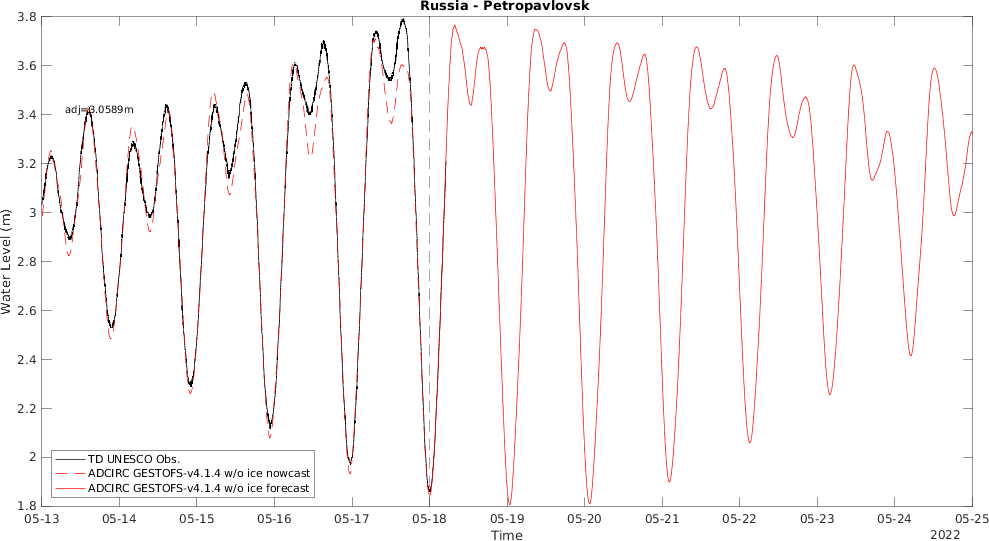 Russia - Petropavlovsk
3.8
3.6
3.4
3.2
3
2.8
2.6
2.4
2.2
2
1.8
Water Level (m)
adj=3.0589m
TD UNESCO Obs.
ADCIRC GESTOFS-v4.1.4 w/o ice nowcast
ADCIRC GESTOFS-v4.1.4 w/o ice forecast
05-13 05-14 05-15 05-16 05-17 05-18 05-19 05-20 05-21 05-22 05-23 05-24 05-25
Time
2022